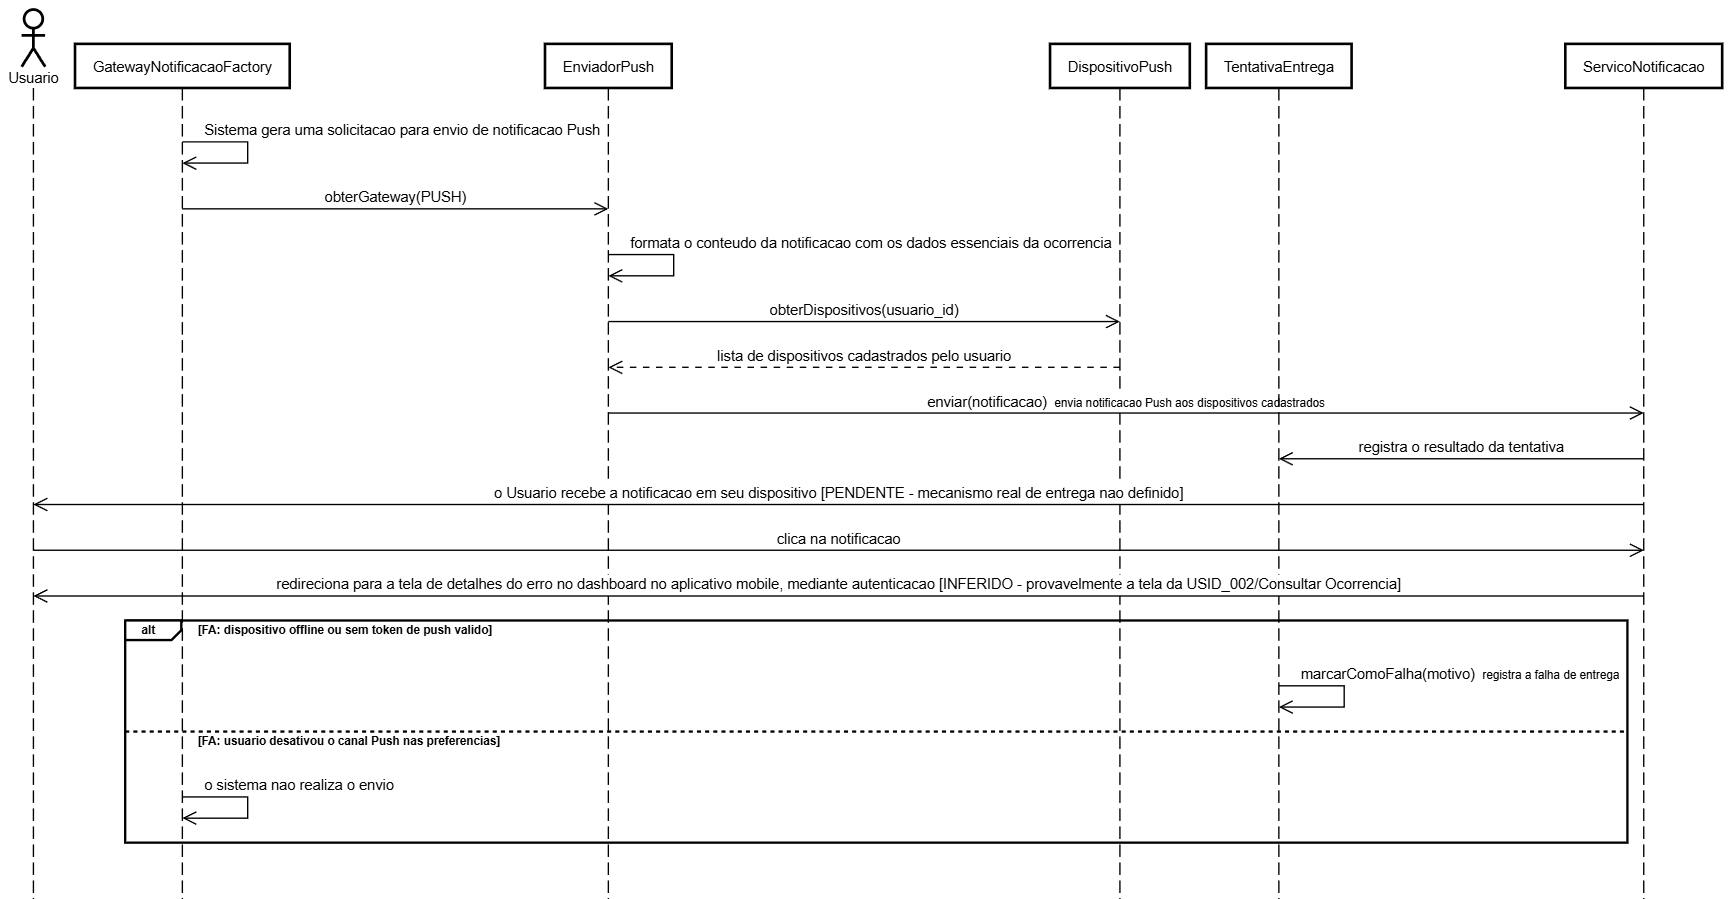 Usuario
GatewayNotificacaoFactory
EnviadorPush
DispositivoPush
TentativaEntrega
ServicoNotificacao
Sistema gera uma solicitacao para envio de notificacao Push
obterGateway(PUSH)
formata o conteudo da notificacao com os dados essenciais da ocorrencia
obterDispositivos(usuario_id)
lista de dispositivos cadastrados pelo usuario
enviar(notificacao) envia notificacao Push aos dispositivos cadastrados
registra o resultado da tentativa
o Usuario recebe a notificacao em seu dispositivo [PENDENTE - mecanismo real de entrega nao definido]
clica na notificacao
redireciona para a tela de detalhes do erro no dashboard no aplicativo mobile, mediante autenticacao [INFERIDO - provavelmente a tela da USID_002/Consultar Ocorrencia]
alt [FA: dispositivo offline ou sem token de push valido]
marcarComoFalha(motivo) registra a falha de entrega
[FA: usuario desativou o canal Push nas preferencias]
o sistema nao realiza o envio